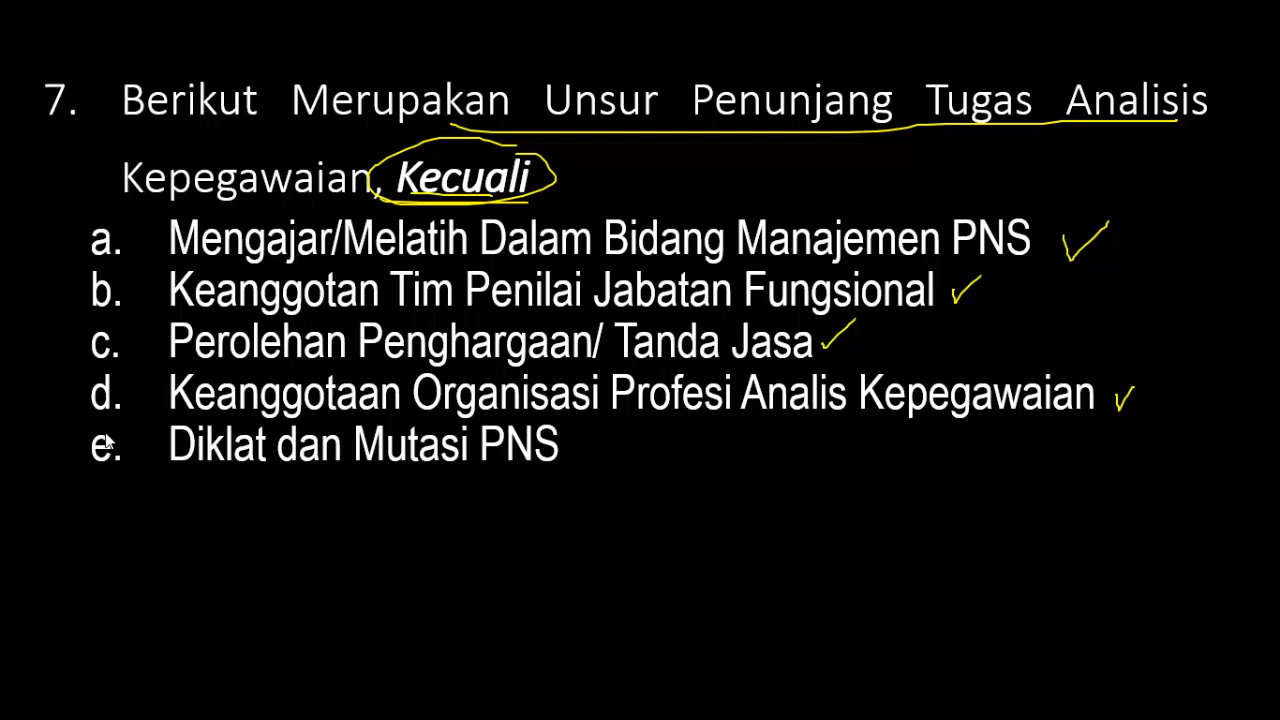 7. Berikut Merupakan Unsur Penunjang Tugas Analisis
Kepegawaian, Kecuali
a. Mengajar/Melatih Dalam Bidang Manajemen PNS
b. Keanggotan Tim Penilai Jabatan Fungsional
c. Perolehan Penghargaan/ Tanda Jasa
d. Keanggotaan Organisasi Profesi Analis Kepegawaian
e. Diklat dan Mutasi PNS